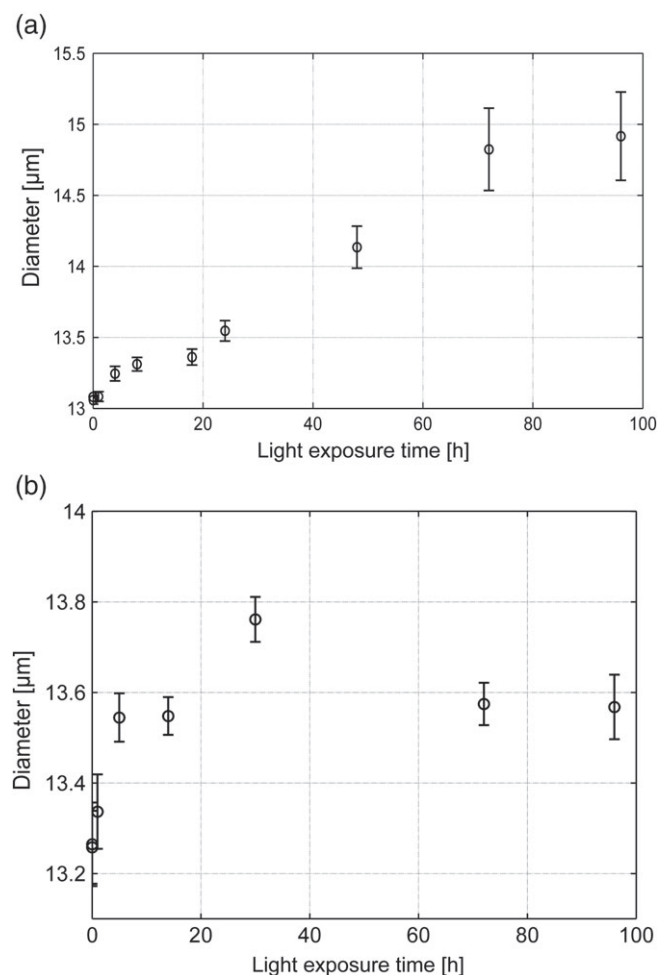 (a)
15.5
15
14.5
14
13.5
13
Diameter [µm]
0 20 40 60 80 100
Light exposure time [h]
(b)
14
13.8
13.6
13.4
13.2
Diameter [µm]
0 20 40 60 80 100
Light exposure time [h]